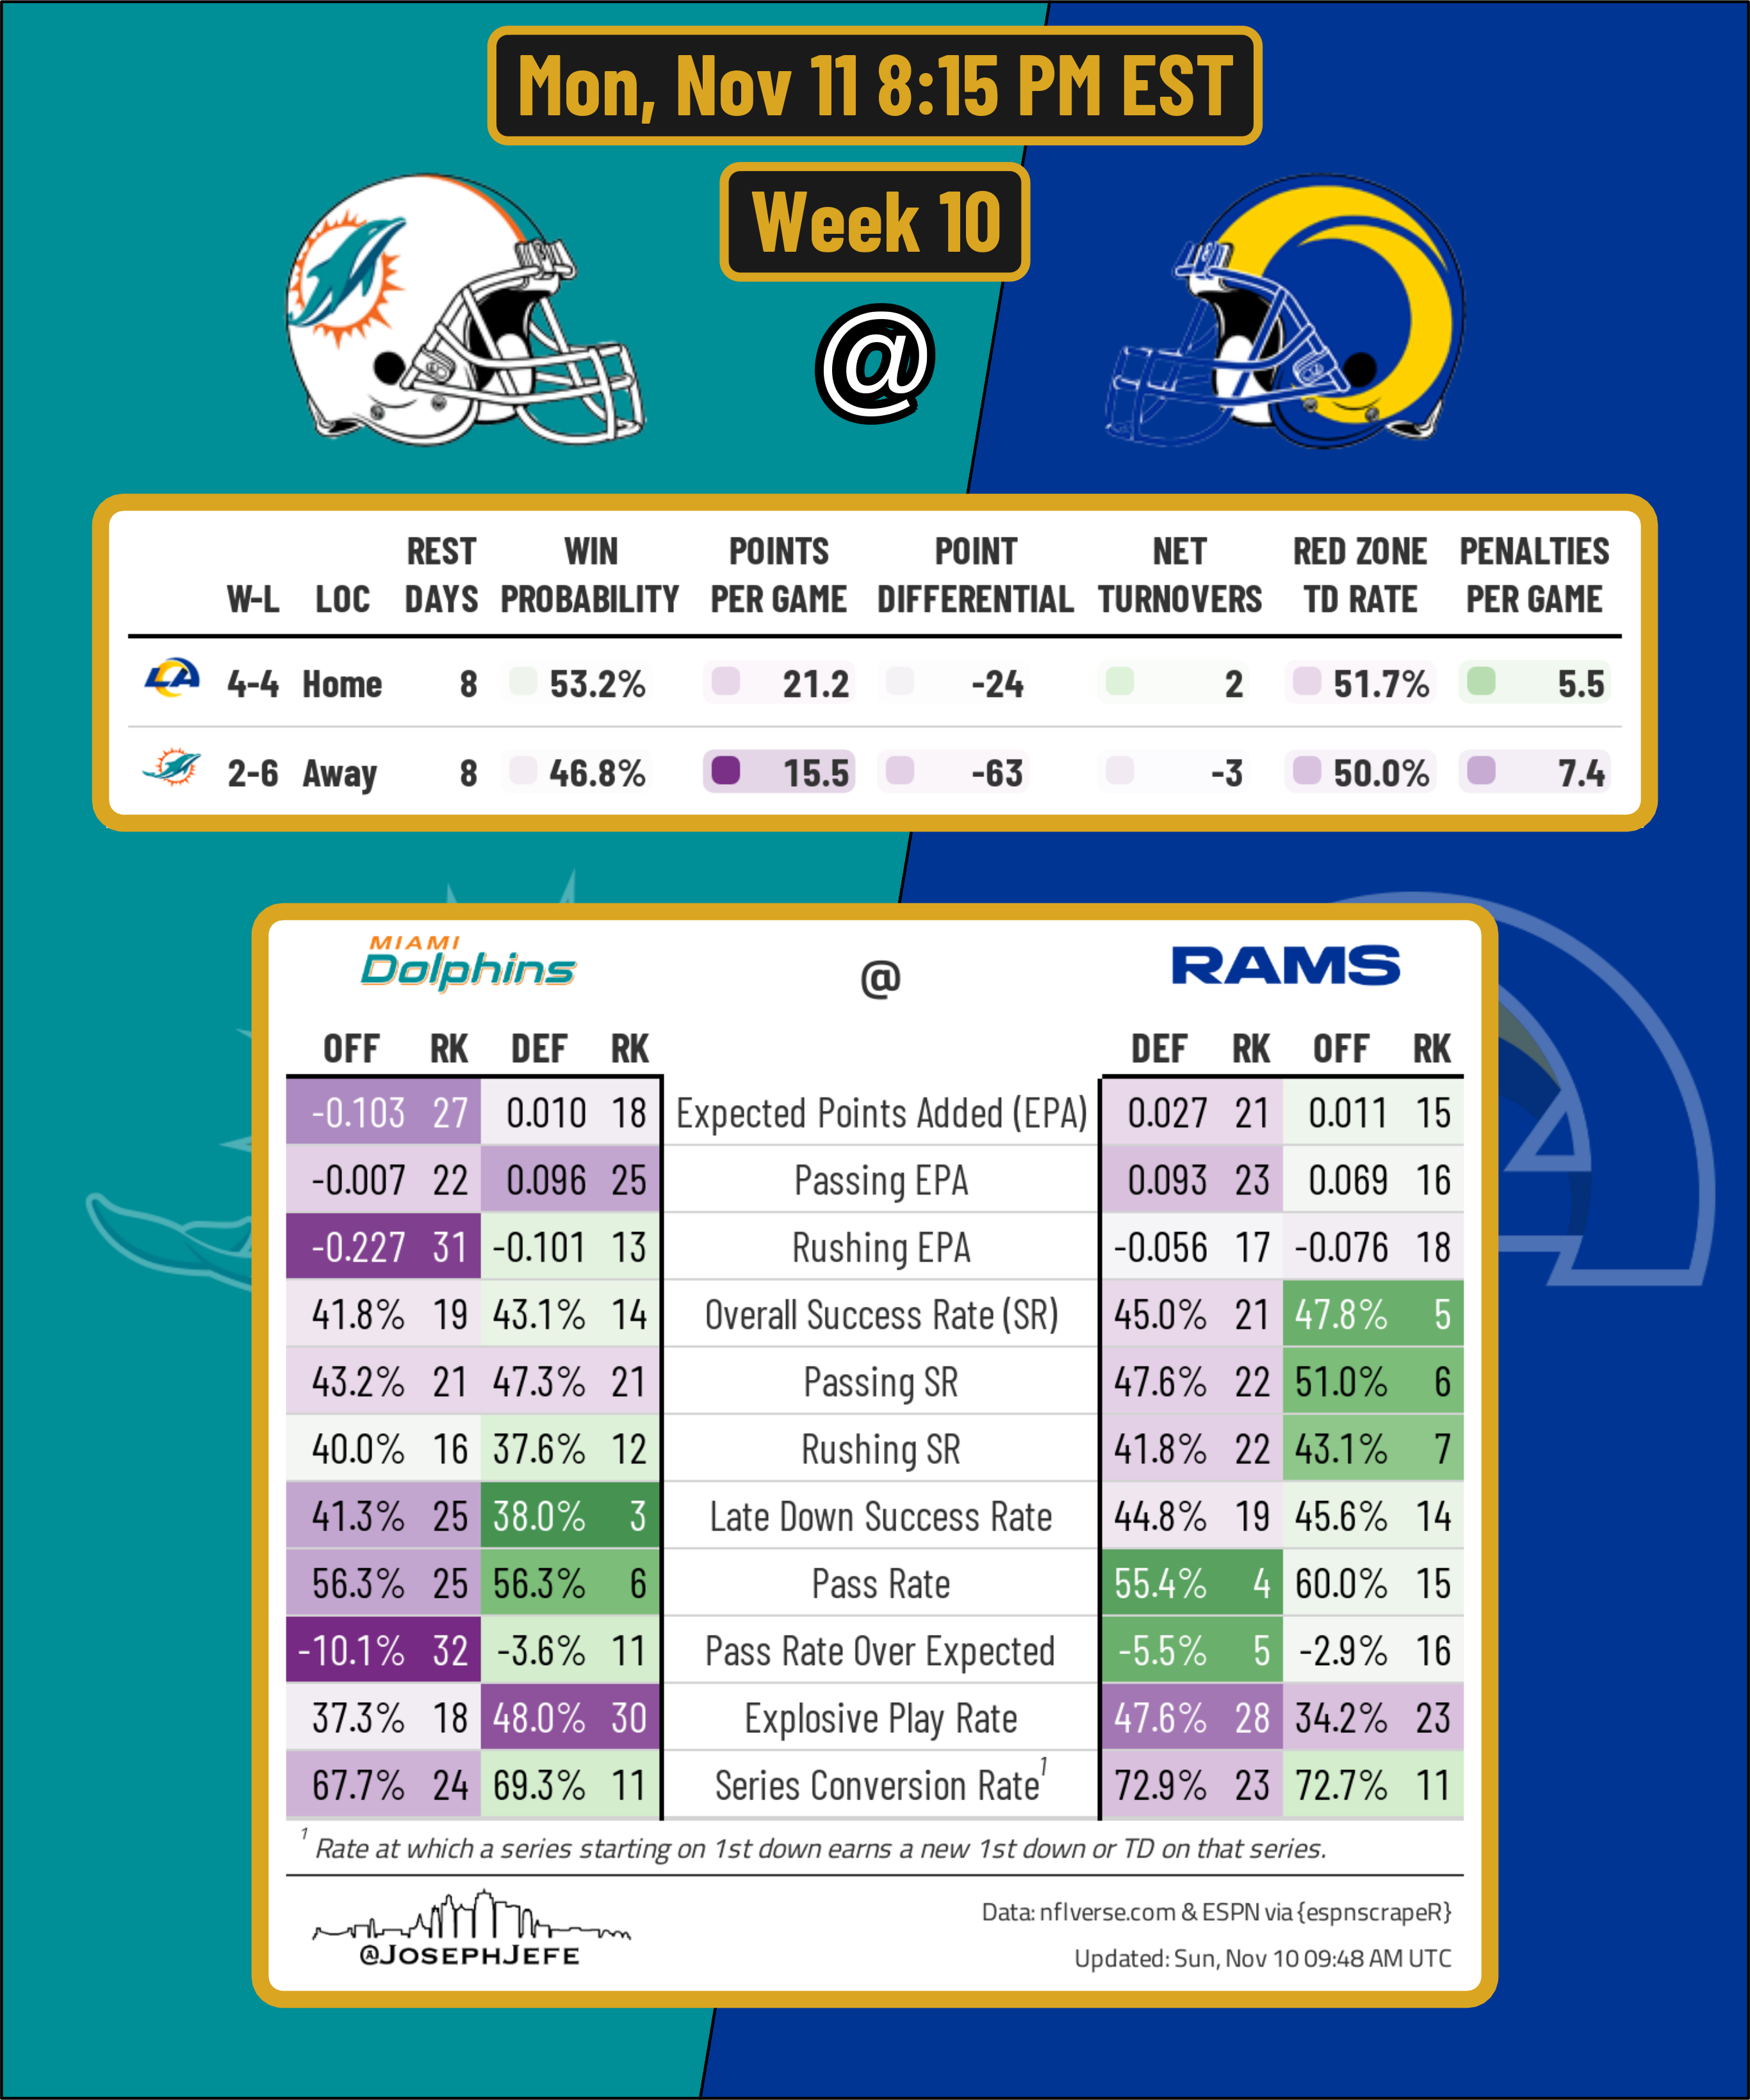 Mon, Nov 11 8:15 PM EST
Week 10
@
W-L LOC REST DAYS WIN PROBABILITY POINTS PER GAME POINT DIFFERENTIAL NET TURNOVERS RED ZONE TD RATE PENALTIES PER GAME
LA 4-4 Home 8 53.2% 21.2 -24 2 51.7% 5.5
2-6 Away 8 46.8% 15.5 -63 -3 50.0% 7.4
MIAMI Dolphins @ RAMS
OFF RK DEF RK DEF RK OFF RK
-0.103 27 0.010 18 Expected Points Added (EPA) 0.027 21 0.011 15
-0.007 22 0.096 25 Passing EPA 0.093 23 0.069 16
-0.227 31 -0.101 13 Rushing EPA -0.056 17 -0.076 18
41.8% 19 43.1% 14 Overall Success Rate (SR) 45.0% 21 47.8% 5
43.2% 21 47.3% 21 Passing SR 47.6% 22 51.0% 6
40.0% 16 37.6% 12 Rushing SR 41.8% 22 43.1% 7
41.3% 25 38.0% 3 Late Down Success Rate 44.8% 19 45.6% 14
56.3% 25 56.3% 6 Pass Rate 55.4% 4 60.0% 15
-10.1% 32 -3.6% 11 Pass Rate Over Expected -5.5% 5 -2.9% 16
37.3% 18 48.0% 30 Explosive Play Rate 47.6% 28 34.2% 23
67.7% 24 69.3% 11 Series Conversion Rate¹ 72.9% 23 72.7% 11
¹ Rate at which a series starting on 1st down earns a new 1st down or TD on that series.
Data: nflverse.com & ESPN via {espnscrapeR}
@JOSEPHJEFE
Updated: Sun, Nov 10 09:48 AM UTC